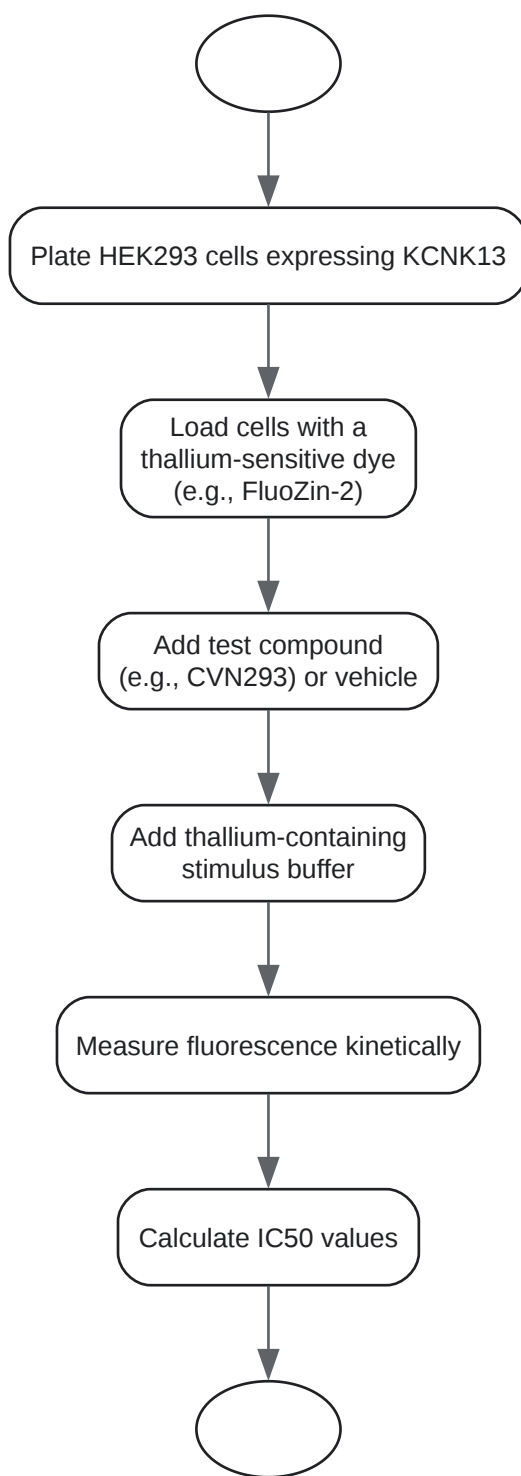 Plate HEK293 cells expressing KCNK13
Load cells with a
thallium-sensitive dye
(e.g., FluoZin-2)
Add test compound
(e.g., CVN293) or vehicle
Add thallium-containing
stimulus buffer
Measure fluorescence kinetically
Calculate IC50 values